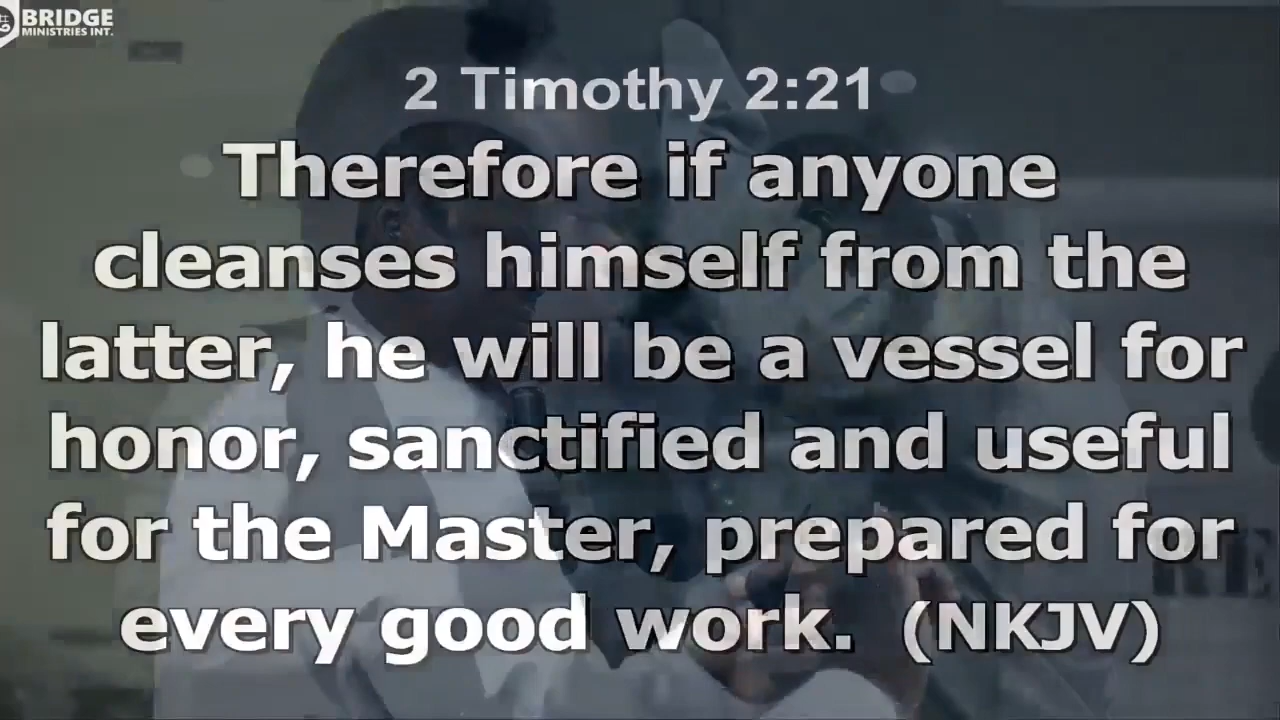 BRIDGE
MINISTRIES INT.
2 Timothy 2:21
Therefore if anyone
cleanses himself from the
latter, he will be a vessel for
honor, sanctified and useful
for the Master, prepared for
every good work. (NKJV)